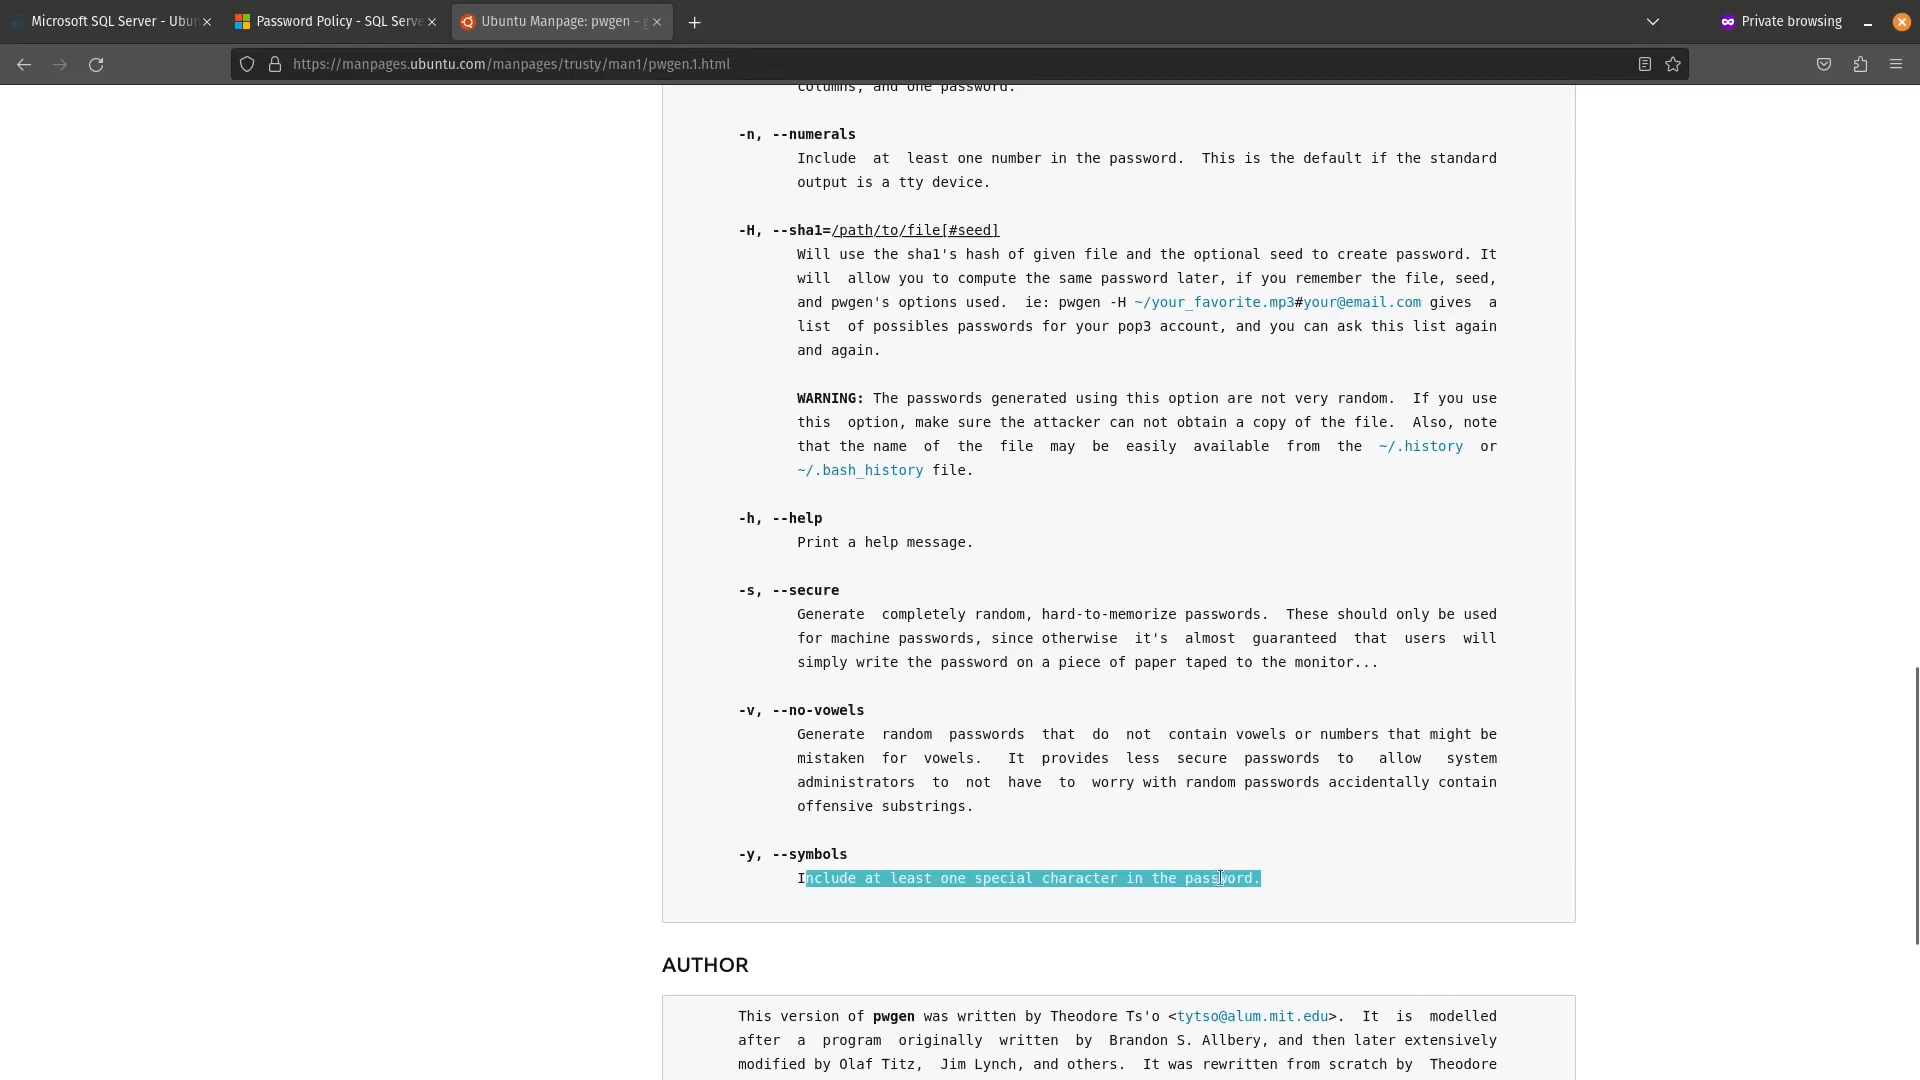 Microsoft SQL Server - Ubun
Password Policy - SQL Serve
Ubuntu Manpage: pwgen - g
Private browsing
https://manpages.ubuntu.com/manpages/trusty/man1/pwgen.1.html
columns, and one password.
-n, --numerals
Include at least one number in the password. This is the default if the standard
output is a tty device.
-H, --sha1=/path/to/file[#seed]
Will use the sha1's hash of given file and the optional seed to create password. It
will allow you to compute the same password later, if you remember the file, seed,
and pwgen's options used. ie: pwgen -H ~/your_favorite.mp3#your@email.com gives a
list of possibles passwords for your pop3 account, and you can ask this list again
and again.
WARNING: The passwords generated using this option are not very random. If you use
this option, make sure the attacker can not obtain a copy of the file. Also, note
that the name of the file may be easily available from the ~/.history or
~/.bash_history file.
-h, --help
Print a help message.
-s, --secure
Generate completely random, hard-to-memorize passwords. These should only be used
for machine passwords, since otherwise it's almost guaranteed that users will
simply write the password on a piece of paper taped to the monitor...
-v, --no-vowels
Generate random passwords that do not contain vowels or numbers that might be
mistaken for vowels. It provides less secure passwords to allow system
administrators to not have to worry with random passwords accidentally contain
offensive substrings.
-y, --symbols
Include at least one special character in the password.
AUTHOR
This version of pwgen was written by Theodore Ts'o <tytso@alum.mit.edu>. It is modelled
after a program originally written by Brandon S. Allbery, and then later extensively
modified by Olaf Titz, Jim Lynch, and others. It was rewritten from scratch by Theodore